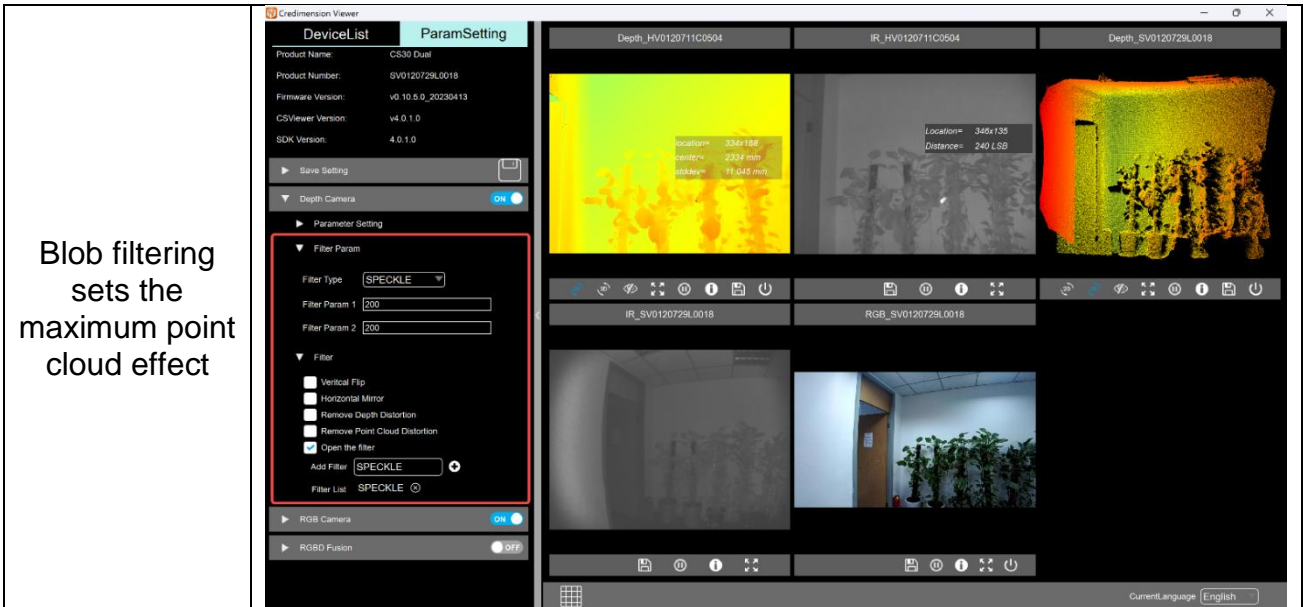 Blob filtering
sets the
maximum point
cloud effect
Credimension Viewer
DeviceList
ParamSetting
Product Name: CS30 Dual
Product Number: SV0120729L0018
Firmware Version: v0.10.5.0_20230413
CSViewer Version: v4.0.1.0
SDK Version: 4.0.1.0
Save Setting
Depth Camera ON
Parameter Setting
Filter Param
Filter Type SPECKLE
Filter Param 1 200
Filter Param 2 200
Filter
Veritcal Flip
Horizontal Mirror
Remove Depth Distortion
Remove Point Cloud Distortion
Open the filter
Add Filter SPECKLE
Filter List SPECKLE
RGB Camera ON
RGBD Fusion OFF
Depth_HV0120711C0504
IR_HV0120711C0504
Depth_SV0120729L0018
location= 334x168
center= 2334 mm
stddev= 11.045 mm
Location= 346x135
Distance= 240 LSB
IR_SV0120729L0018
RGB_SV0120729L0018
CurrentLanguage English